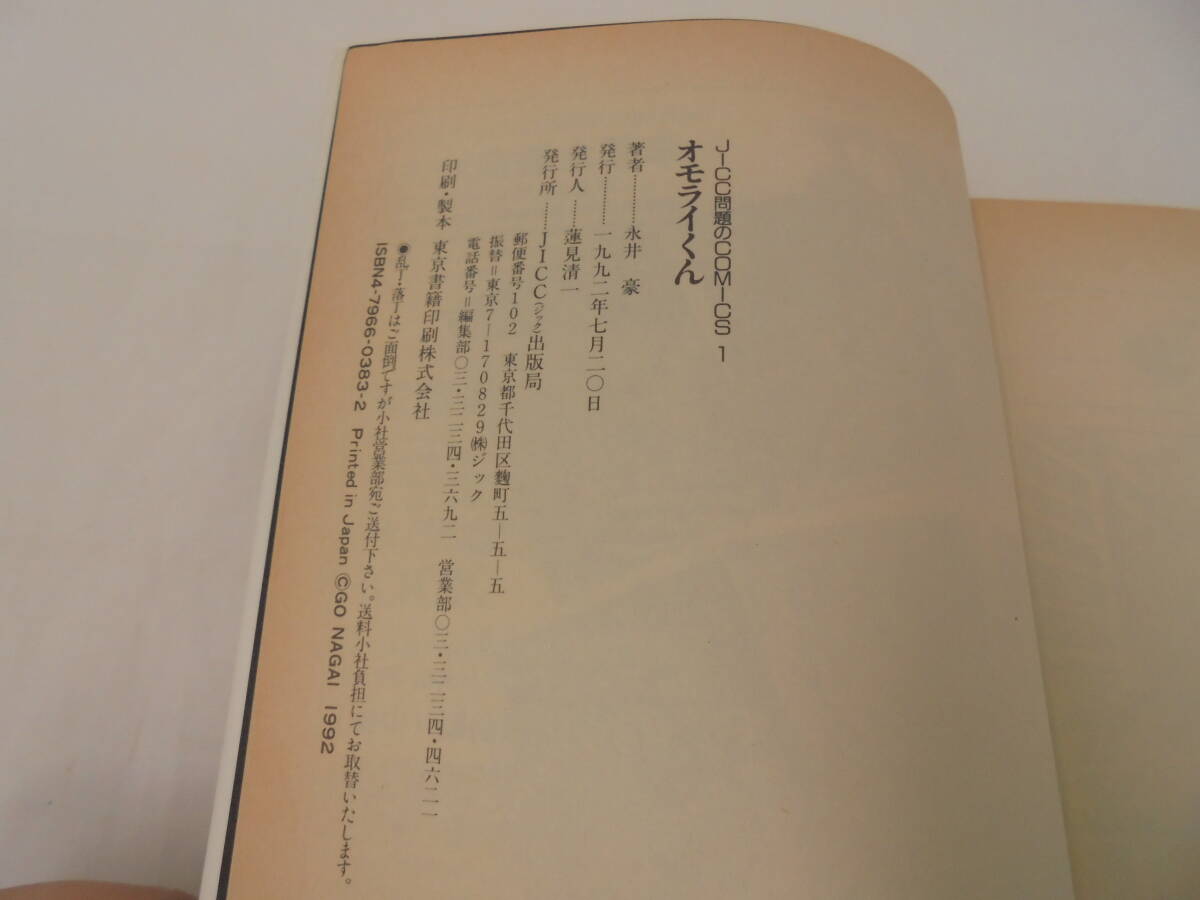 JICC問題のCOMICS 1
オモライくん
著者…………永井 豪
発行…………一九九二年七月二〇日
発行人……蓮見清一
発行所……JICC(ジック)出版局
郵便番号102 東京都千代田区麴町五―五―五
振替=東京7―170829㈱ジック
電話番号=編集部〇三・三二三四・三六九二 営業部〇三・三二三四・四六二一
印刷・製本 東京書籍印刷株式会社
●乱丁・落丁はご面倒ですが小社営業部宛ご送付下さい。送料小社負担にてお取替いたします。
ISBN4-7966-0383-2 Printed in Japan ©GO NAGAI 1992